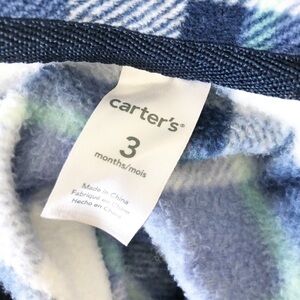 carter's®
3
months/mois
Made in China
Fabriqué en Chine
Hecho en China